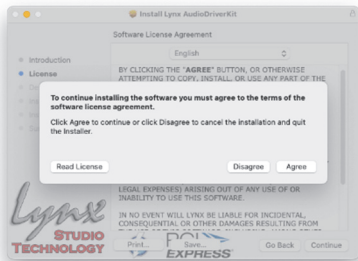 Install Lynx AudioDriverKit
Software License Agreement
English
Introduction
License
BY CLICKING THE "AGREE" BUTTON, OR OTHERWISE
ATTEMPTING TO COPY, INSTALL, OR USE ANY PART OF THE
To continue installing the software you must agree to the terms of the
software license agreement.
Click Agree to continue or click Disagree to cancel the installation and quit
the Installer.
Read License
Disagree
Agree
LEGAL EXPENSES) ARISING OUT OF ANY USE OF OR
INABILITY TO USE THIS SOFTWARE.
IN NO EVENT WILL LYNX BE LIABLE FOR INCIDENTAL,
CONSEQUENTIAL OR OTHER DAMAGES RESULTING FROM
Lynx
STUDIO
TECHNOLOGY
PCI
EXPRESS
Print...
Save...
Go Back
Continue